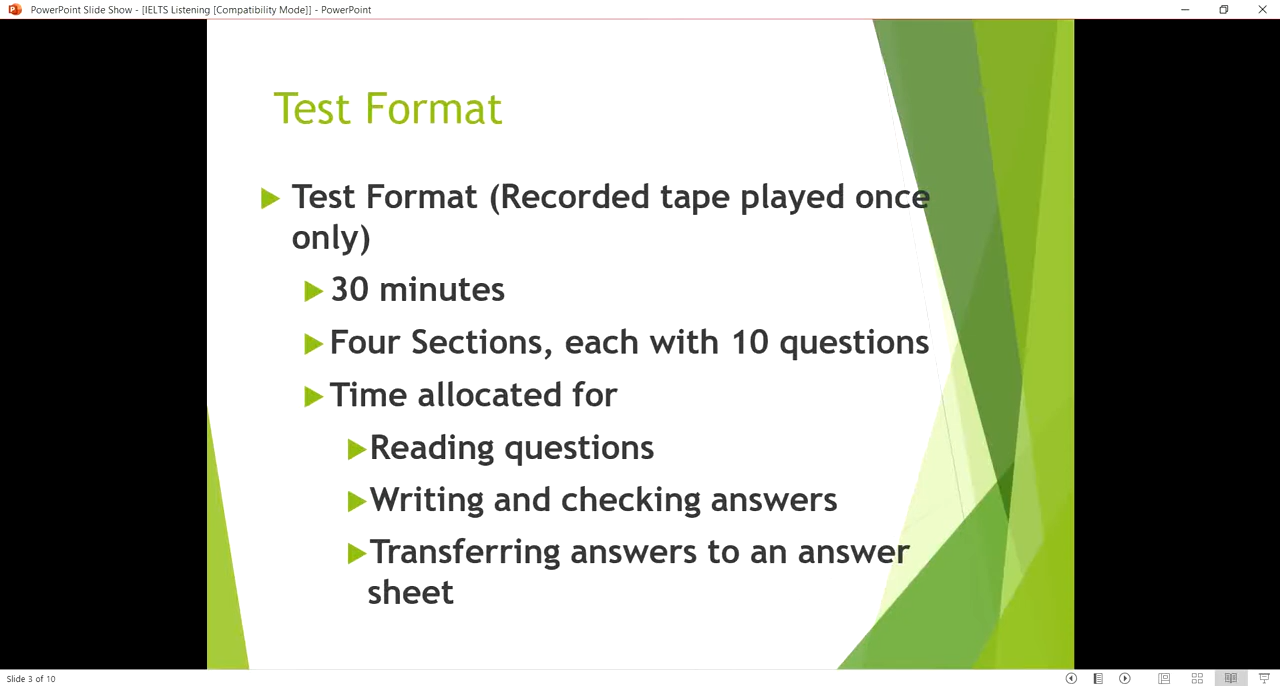 PowerPoint Slide Show - [IELTS Listening [Compatibility Mode]] - PowerPoint
Test Format
Test Format (Recorded tape played once
only)
30 minutes
Four Sections, each with 10 questions
Time allocated for
Reading questions
Writing and checking answers
Transferring answers to an answer
sheet
Slide 3 of 10